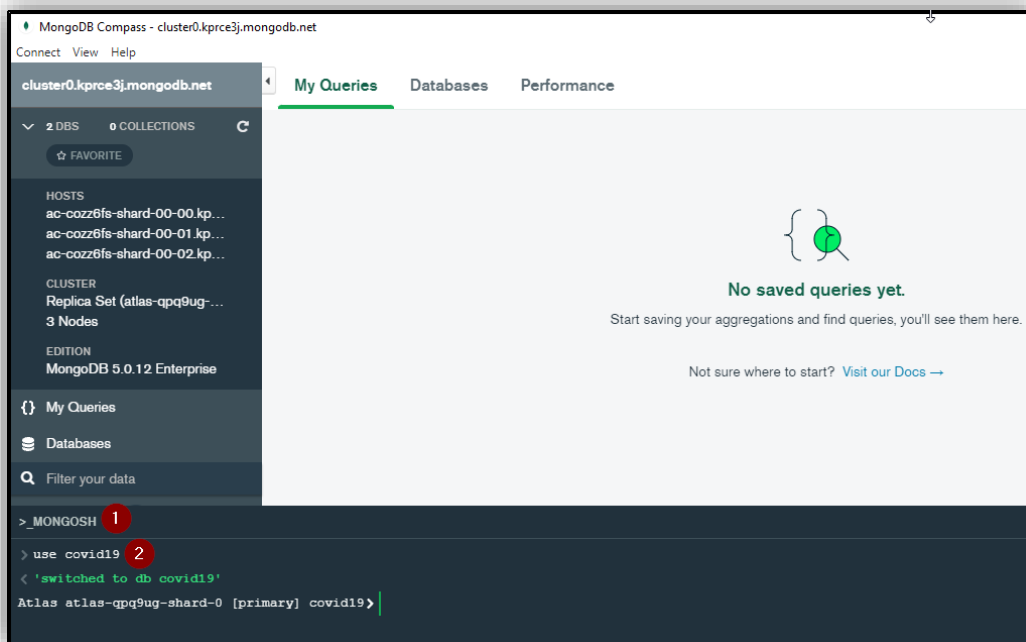 MongoDB Compass - cluster0.kprce3j.mongodb.net
Connect View Help
cluster0.kprce3j.mongodb.net
My Queries Databases Performance
2 DBS 0 COLLECTIONS
FAVORITE
HOSTS
ac-cozz6fs-shard-00-00.kp...
ac-cozz6fs-shard-00-01.kp...
ac-cozz6fs-shard-00-02.kp...
CLUSTER
Replica Set (atlas-qpq9ug-...
3 Nodes
EDITION
MongoDB 5.0.12 Enterprise
{} My Queries
Databases
Filter your data
No saved queries yet.
Start saving your aggregations and find queries, you'll see them here.
Not sure where to start? Visit our Docs →
>_MONGOSH 1
> use covid19 2
< 'switched to db covid19'
Atlas atlas-qpq9ug-shard-0 [primary] covid19>